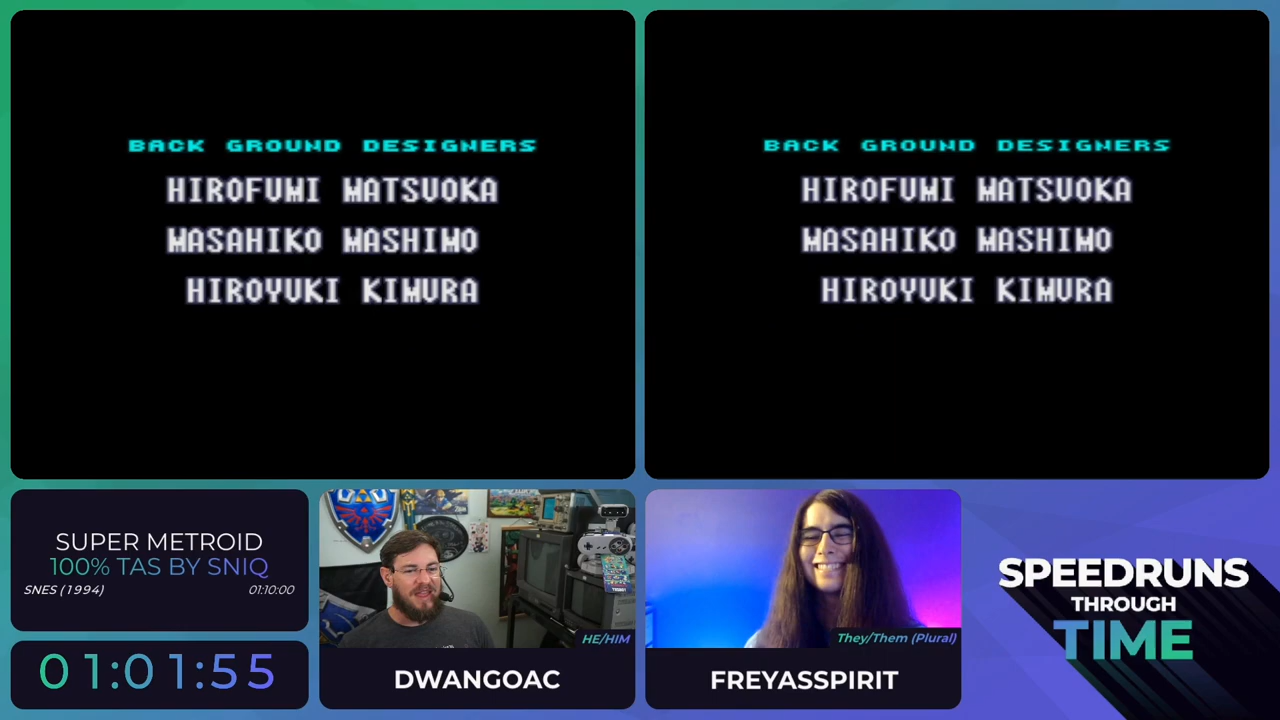 BACK GROUND DESIGNERS
HIROFUMI MATSUOKA
MASAHIKO MASHIMO
HIROYUKI KIMURA
BACK GROUND DESIGNERS
HIROFUMI MATSUOKA
MASAHIKO MASHIMO
HIROYUKI KIMURA
SUPER METROID
100% TAS BY SNIQ
SNES (1994)
01:10:00
01:01:55
HE/HIM
DWANGOAC
They/Them (Plural)
FREYASSPIRIT
SPEEDRUNS
THROUGH
TIME